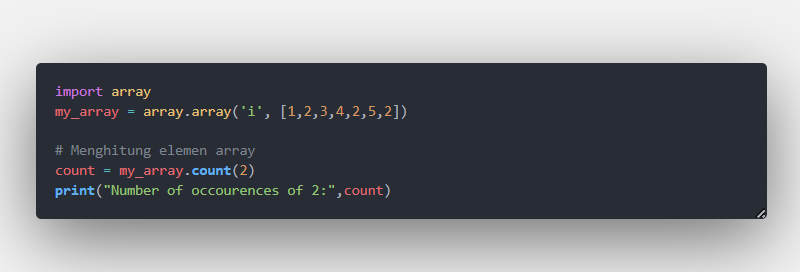 import array
my_array = array.array('i', [1,2,3,4,2,5,2])
# Menghitung elemen array
count = my_array.count(2)
print("Number of occourences of 2:",count)